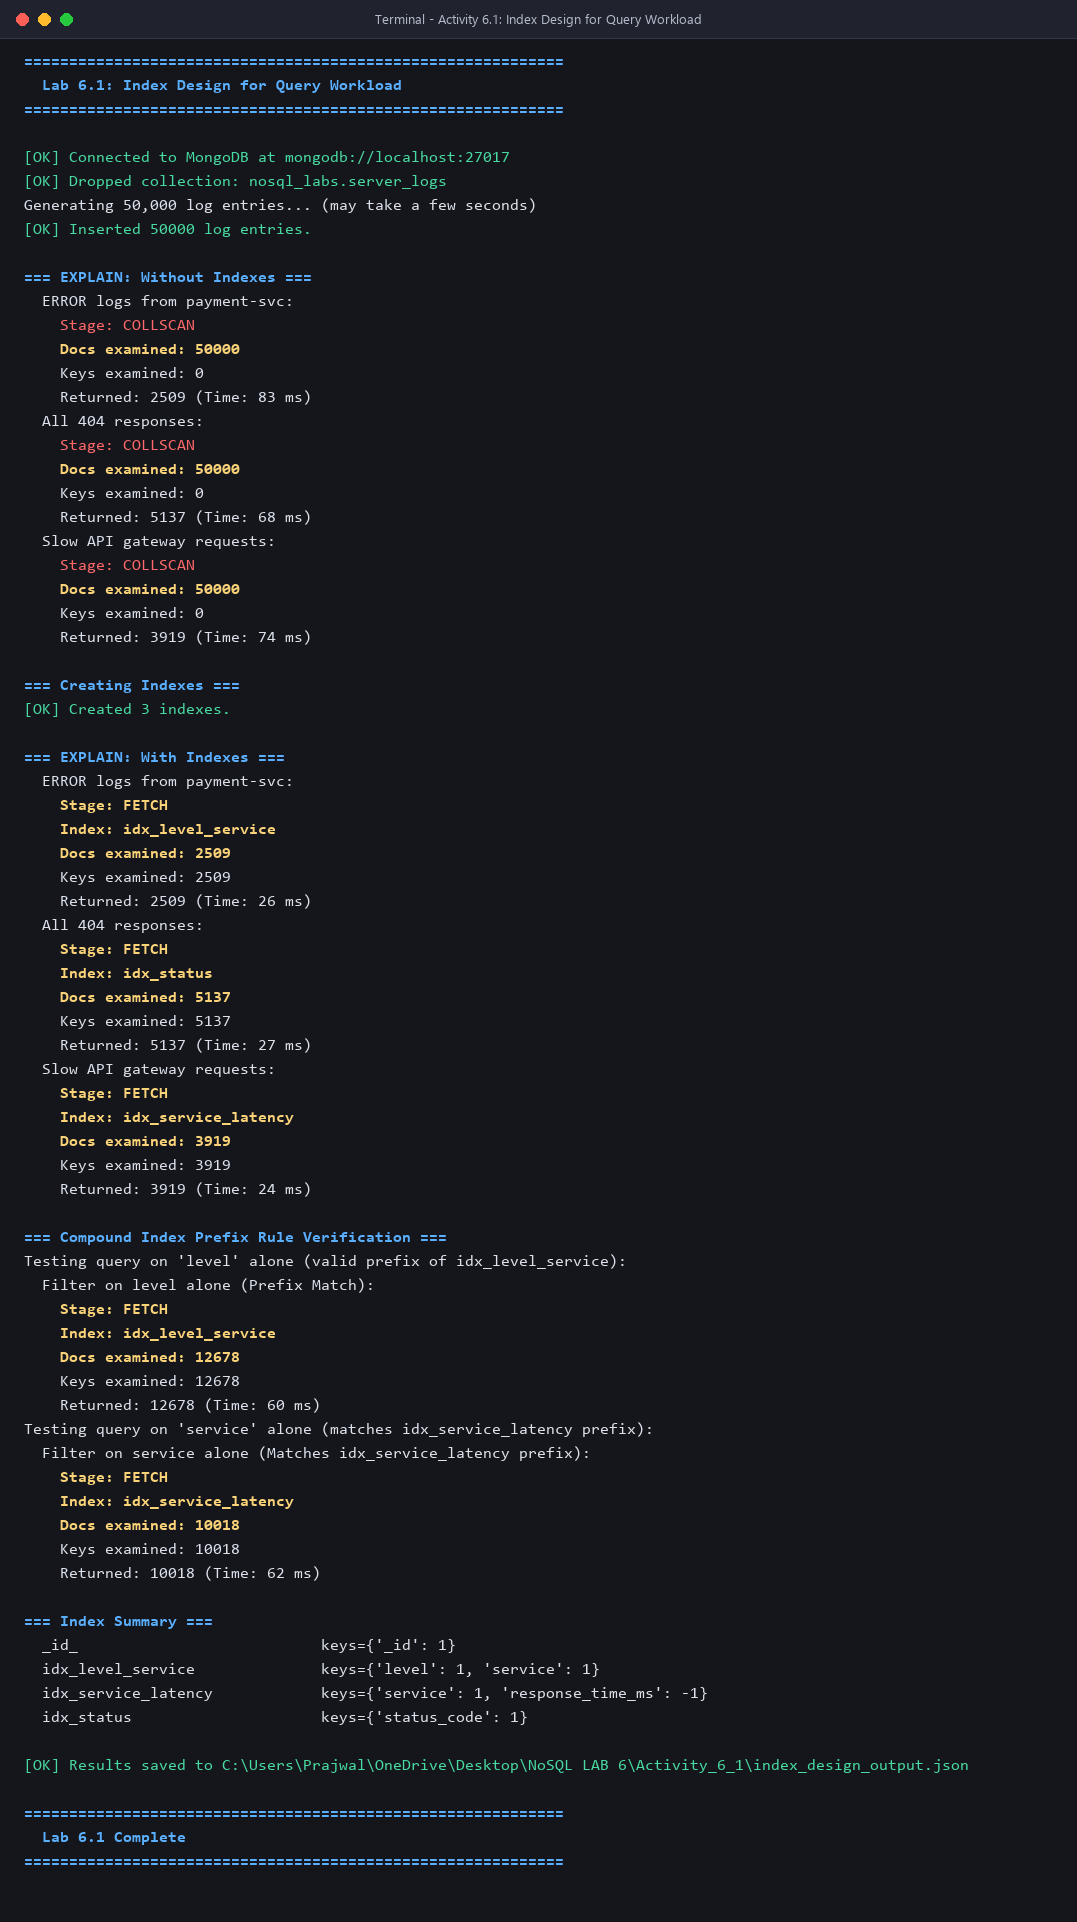 Terminal - Activity 6.1: Index Design for Query Workload
============================================================
  Lab 6.1: Index Design for Query Workload
============================================================
[OK] Connected to MongoDB at mongodb://localhost:27017
[OK] Dropped collection: nosql_labs.server_logs
Generating 50,000 log entries... (may take a few seconds)
[OK] Inserted 50000 log entries.
=== EXPLAIN: Without Indexes ===
  ERROR logs from payment-svc:
    Stage: COLLSCAN
    Docs examined: 50000
    Keys examined: 0
    Returned: 2509 (Time: 83 ms)
  All 404 responses:
    Stage: COLLSCAN
    Docs examined: 50000
    Keys examined: 0
    Returned: 5137 (Time: 68 ms)
  Slow API gateway requests:
    Stage: COLLSCAN
    Docs examined: 50000
    Keys examined: 0
    Returned: 3919 (Time: 74 ms)
=== Creating Indexes ===
[OK] Created 3 indexes.
=== EXPLAIN: With Indexes ===
  ERROR logs from payment-svc:
    Stage: FETCH
    Index: idx_level_service
    Docs examined: 2509
    Keys examined: 2509
    Returned: 2509 (Time: 26 ms)
  All 404 responses:
    Stage: FETCH
    Index: idx_status
    Docs examined: 5137
    Keys examined: 5137
    Returned: 5137 (Time: 27 ms)
  Slow API gateway requests:
    Stage: FETCH
    Index: idx_service_latency
    Docs examined: 3919
    Keys examined: 3919
    Returned: 3919 (Time: 24 ms)
=== Compound Index Prefix Rule Verification ===
Testing query on 'level' alone (valid prefix of idx_level_service):
  Filter on level alone (Prefix Match):
    Stage: FETCH
    Index: idx_level_service
    Docs examined: 12678
    Keys examined: 12678
    Returned: 12678 (Time: 60 ms)
Testing query on 'service' alone (matches idx_service_latency prefix):
  Filter on service alone (Matches idx_service_latency prefix):
    Stage: FETCH
    Index: idx_service_latency
    Docs examined: 10018
    Keys examined: 10018
    Returned: 10018 (Time: 62 ms)
=== Index Summary ===
  _id_                           keys={'_id': 1}
  idx_level_service              keys={'level': 1, 'service': 1}
  idx_service_latency            keys={'service': 1, 'response_time_ms': -1}
  idx_status                     keys={'status_code': 1}
[OK] Results saved to C:\Users\Prajwal\OneDrive\Desktop\NoSQL LAB 6\Activity_6_1\index_design_output.json
============================================================
  Lab 6.1 Complete
============================================================